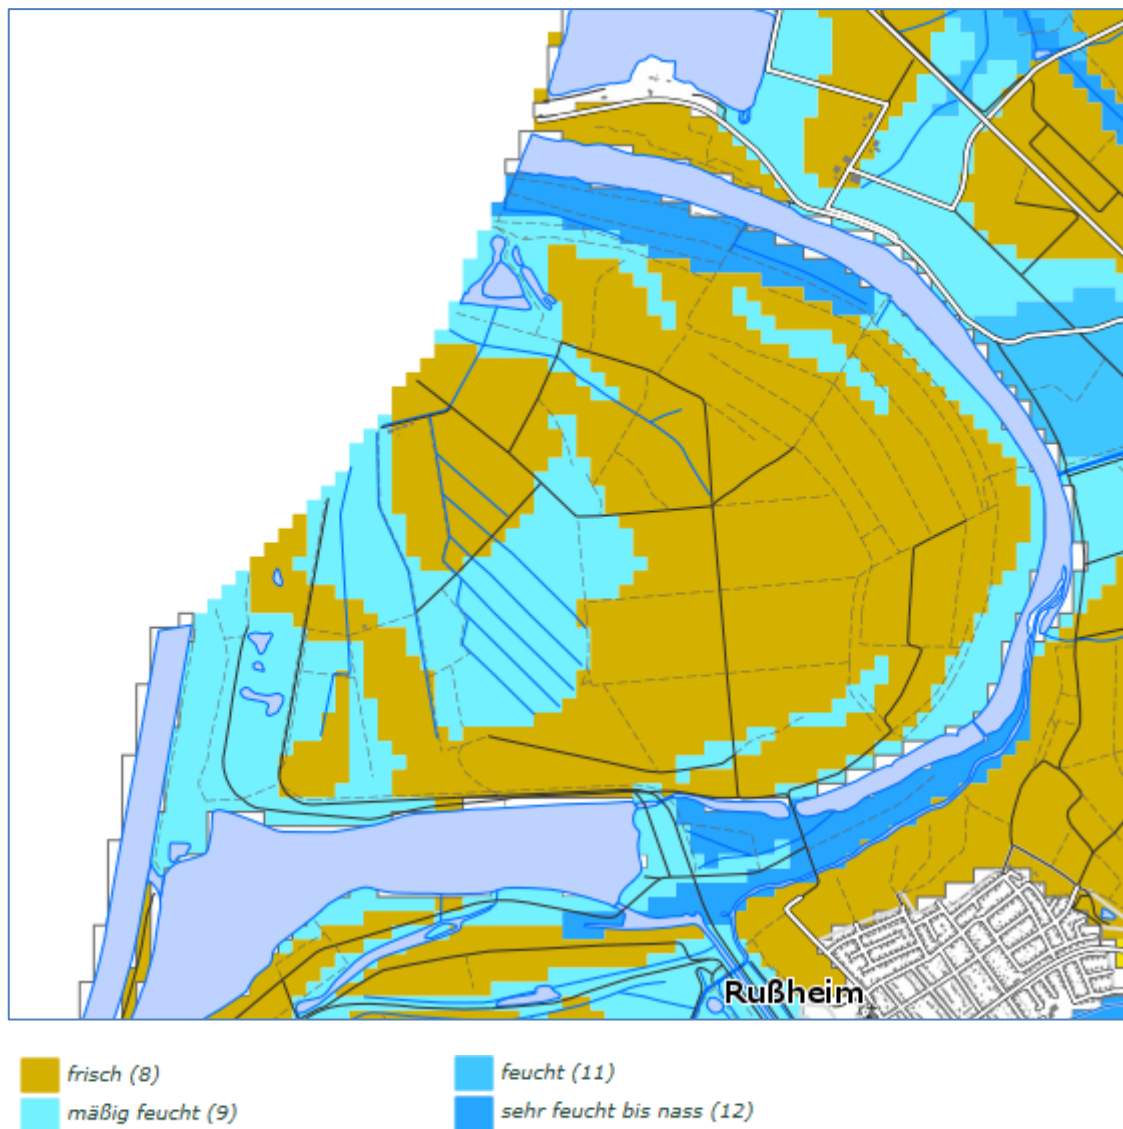 Rußheim
frisch (8)
mäßig feucht (9)
feucht (11)
sehr feucht bis nass (12)